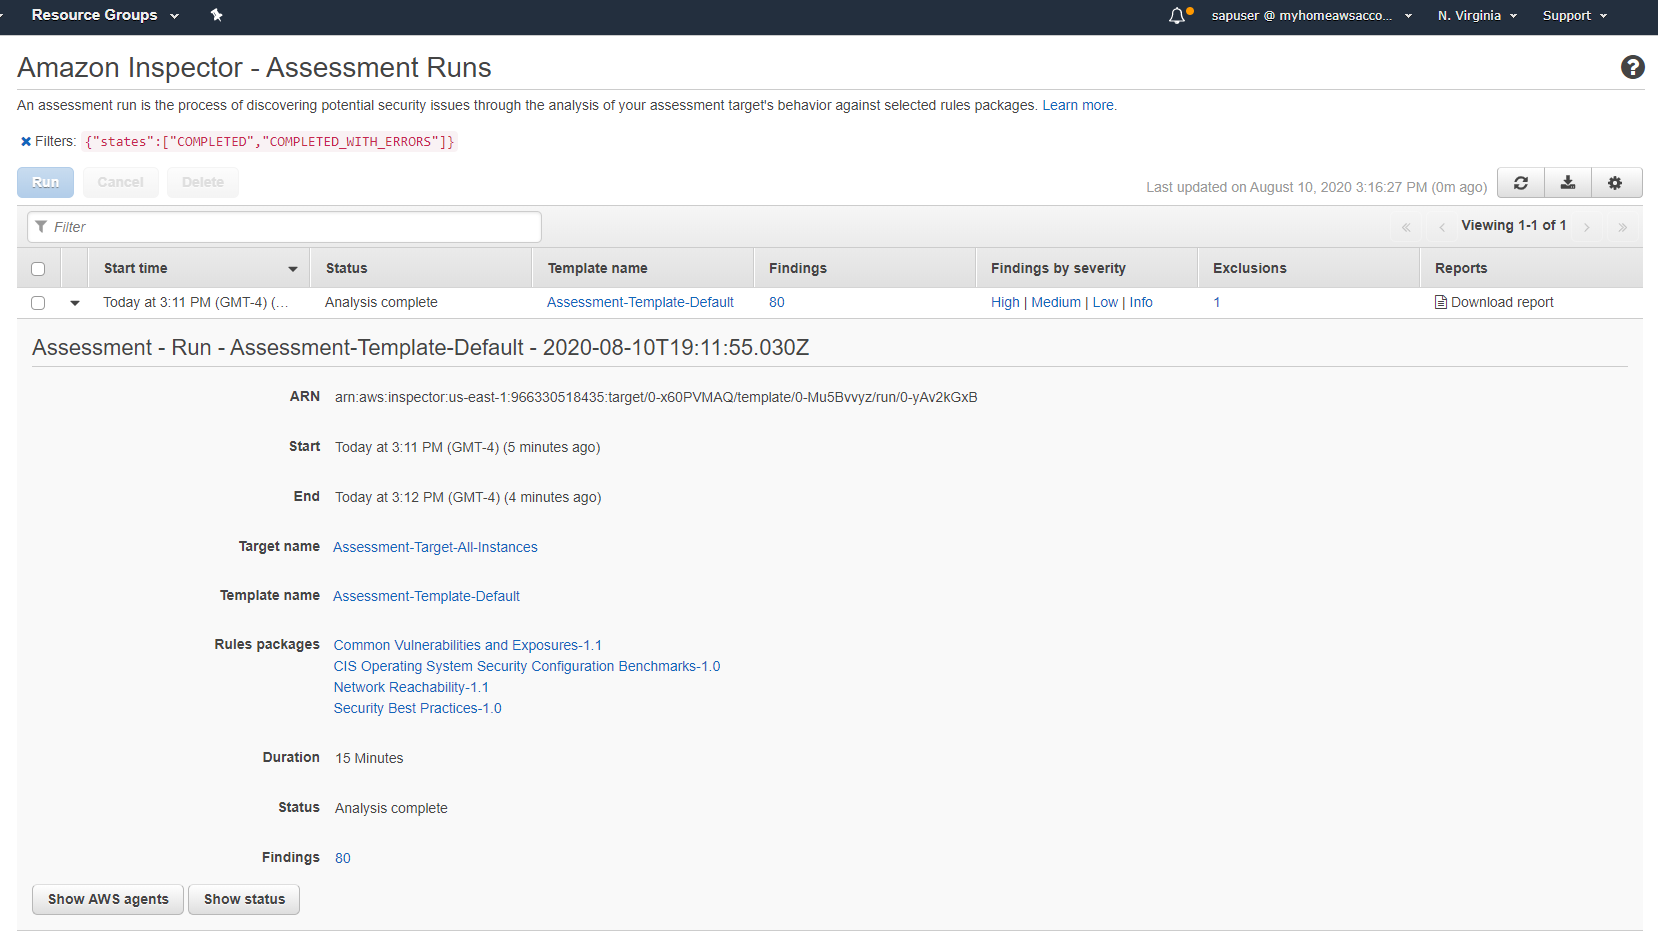 Resource Groups
sapuser @ myhomeawsacco... N. Virginia Support
Amazon Inspector - Assessment Runs
An assessment run is the process of discovering potential security issues through the analysis of your assessment target's behavior against selected rules packages. Learn more.
Filters: {"states":["COMPLETED","COMPLETED_WITH_ERRORS"]}
Run Cancel Delete
Last updated on August 10, 2020 3:16:27 PM (0m ago)
Filter
« ‹ Viewing 1-1 of 1 › »
Start time Status Template name Findings Findings by severity Exclusions Reports
Today at 3:11 PM (GMT-4) (... Analysis complete Assessment-Template-Default 80 High | Medium | Low | Info 1 Download report
Assessment - Run - Assessment-Template-Default - 2020-08-10T19:11:55.030Z
ARN arn:aws:inspector:us-east-1:966330518435:target/0-x60PVMAQ/template/0-Mu5Bvvyz/run/0-yAv2kGxB
Start Today at 3:11 PM (GMT-4) (5 minutes ago)
End Today at 3:12 PM (GMT-4) (4 minutes ago)
Target name Assessment-Target-All-Instances
Template name Assessment-Template-Default
Rules packages Common Vulnerabilities and Exposures-1.1
CIS Operating System Security Configuration Benchmarks-1.0
Network Reachability-1.1
Security Best Practices-1.0
Duration 15 Minutes
Status Analysis complete
Findings 80
Show AWS agents Show status